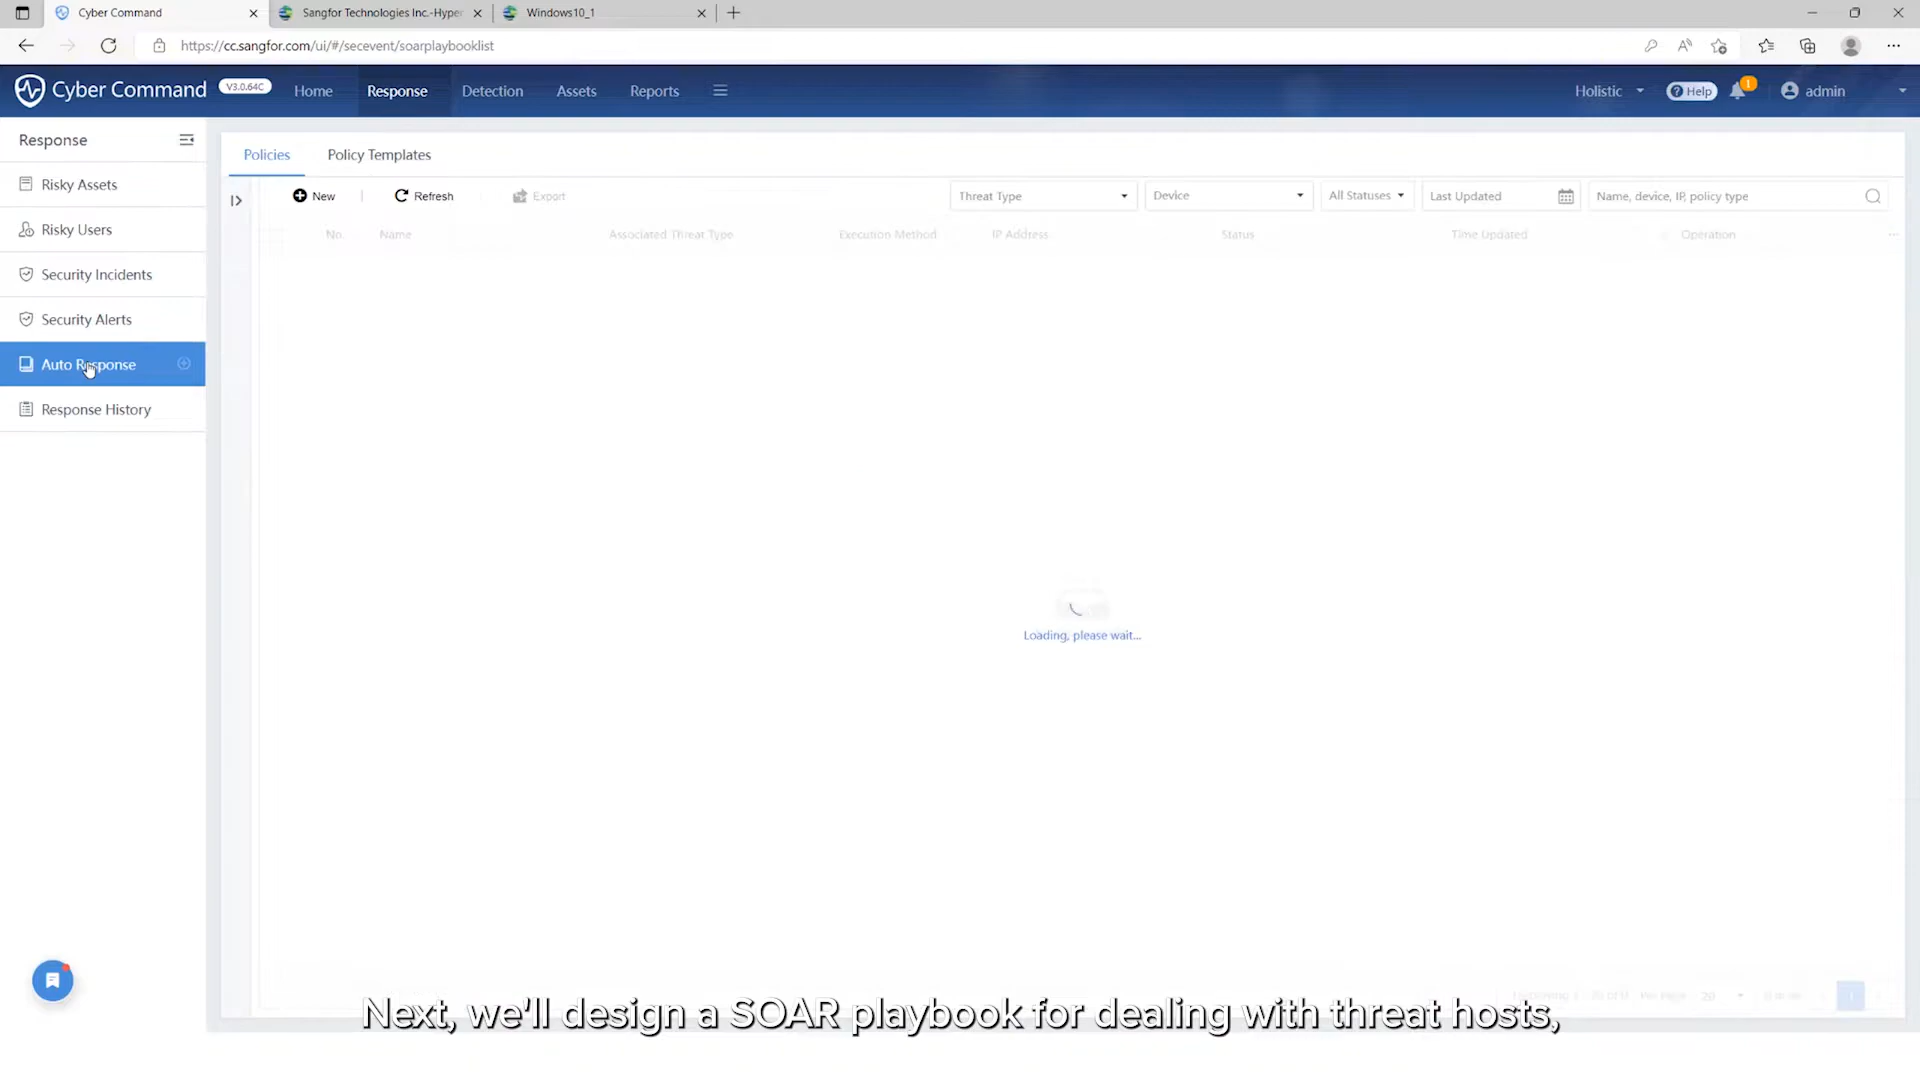 Cyber Command
Sangfor Technologies Inc.-Hyper
Windows10_1
https://cc.sangfor.com/ui/#/secevent/soarplaybooklist
Cyber Command V3.0.64C Home Response Detection Assets Reports Holistic Help 1 admin
Response
Risky Assets
Risky Users
Security Incidents
Security Alerts
Auto Response
Response History
Policies Policy Templates
New Refresh Export Threat Type Device All Statuses Last Updated Name, device, IP, policy type
No. Name Associated Threat Type Execution Method IP Address Status Time Updated Operation
Loading, please wait...
Next, we'll design a SOAR playbook for dealing with threat hosts,